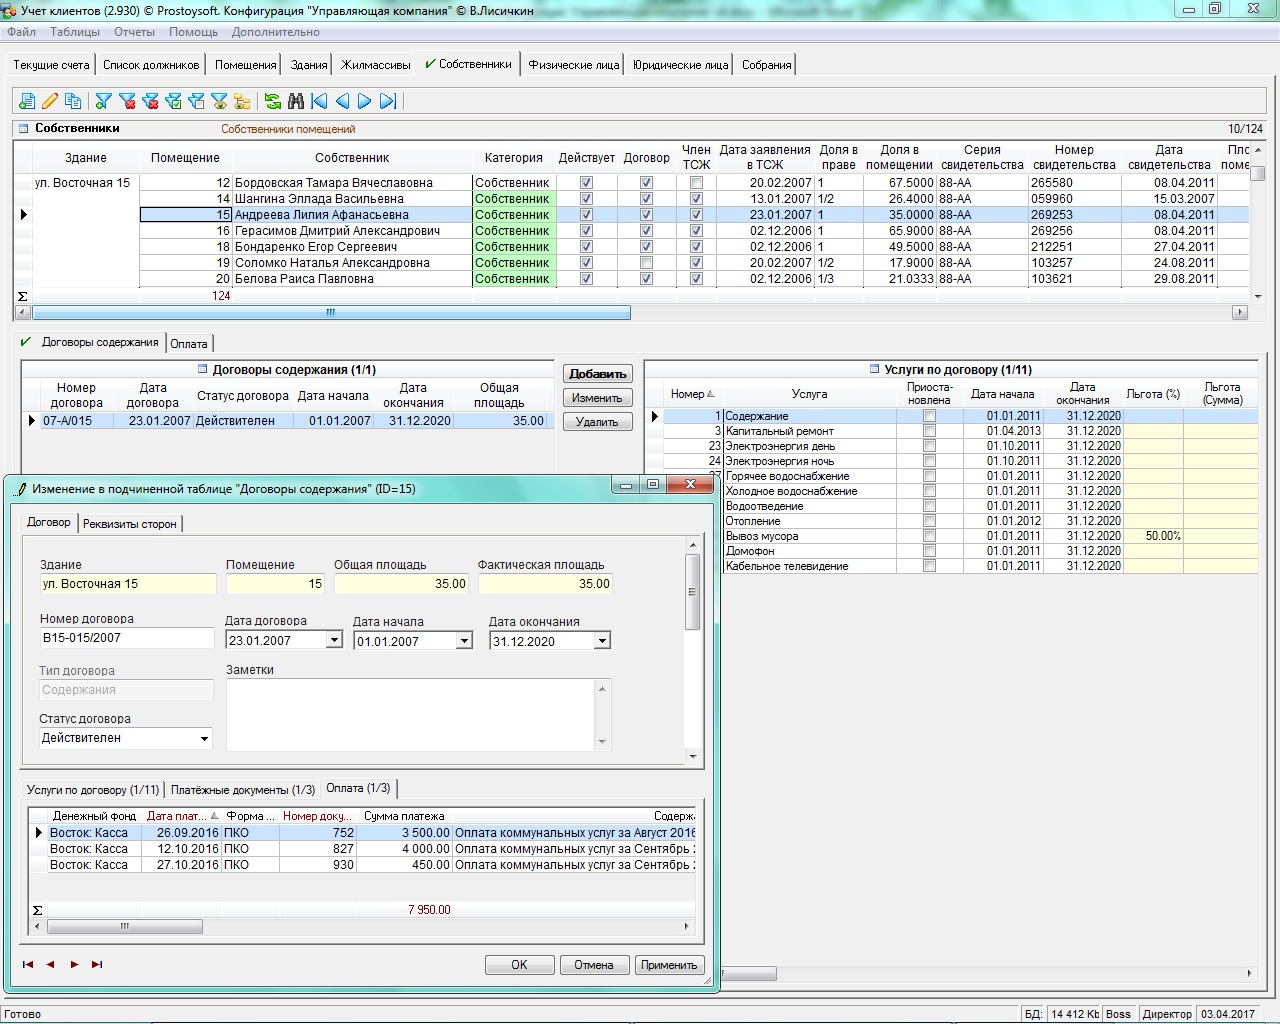 Учет клиентов (2.930) © Prostoysoft. Конфигурация "Управляющая компания" © В.Лисичкин
Файл Таблицы Отчеты Помощь Дополнительно
Текущие счета Список должников Помещения Здания Жилмассивы Собственники Физические лица Юридические лица Собрания
Собственники Собственники помещений 10/124
Здание Помещение Собственник Категория Действует Договор Член ТСЖ Дата заявления в ТСЖ Доля в праве Доля в помещении Серия свидетельства Номер свидетельства Дата свидетельства Пло поме
ул. Восточная 15 12 Бордовская Тамара Вячеславовна Собственник 20.02.2007 1 67.5000 88-АА 265580 08.04.2011
14 Шангина Эллада Васильевна Собственник 13.01.2007 1/2 26.4000 88-АА 059960 15.03.2007
15 Андреева Лилия Афанасьевна Собственник 23.01.2007 1 35.0000 88-АА 269253 08.04.2011
16 Герасимов Дмитрий Александрович Собственник 02.12.2006 1 65.9000 88-АА 269256 08.04.2011
18 Бондаренко Егор Сергеевич Собственник 02.12.2006 1 49.5000 88-АА 212251 27.04.2011
19 Соломко Наталья Александровна Собственник 20.02.2007 1/2 17.9000 88-АА 103257 24.08.2011
20 Белова Раиса Павловна Собственник 02.12.2006 1/3 21.0333 88-АА 103621 29.08.2011
Σ 124
Договоры содержания Оплата
Договоры содержания (1/1)
Номер договора Дата договора Статус договора Дата начала Дата окончания Общая площадь
07-А/015 23.01.2007 Действителен 01.01.2007 31.12.2020 35.00
Добавить
Изменить
Удалить
Услуги по договору (1/11)
Номер Услуга Приоста- новлена Дата начала Дата окончания Льгота (%) Льгота (Сумма)
1 Содержание 01.01.2011 31.12.2020
3 Капитальный ремонт 01.04.2013 31.12.2020
23 Электроэнергия день 01.10.2011 31.12.2020
24 Электроэнергия ночь 01.10.2011 31.12.2020
Горячее водоснабжение 01.01.2011 31.12.2020
Холодное водоснабжение 01.01.2011 31.12.2020
Водоотведение 01.01.2011 31.12.2020
Отопление 01.01.2012 31.12.2020
Вывоз мусора 01.01.2011 31.12.2020 50.00%
Домофон 01.01.2011 31.12.2020
Кабельное телевидение 01.01.2011 31.12.2020
Изменение в подчиненной таблице "Договоры содержания" (ID=15)
Договор Реквизиты сторон
Здание Помещение Общая площадь Фактическая площадь
ул. Восточная 15 15 35.00 35.00
Номер договора Дата договора Дата начала Дата окончания
В15-015/2007 23.01.2007 01.01.2007 31.12.2020
Тип договора Заметки
Содержания
Статус договора
Действителен
Услуги по договору (1/11) Платёжные документы (1/3) Оплата (1/3)
Денежный фонд Дата плат... Форма ... Номер доку... Сумма платежа Содерж
Восток: Касса 26.09.2016 ПКО 752 3 500.00 Оплата коммунальных услуг за Август 2016
Восток: Касса 12.10.2016 ПКО 827 4 000.00 Оплата коммунальных услуг за Сентябрь 2
Восток: Касса 27.10.2016 ПКО 930 450.00 Оплата коммунальных услуг за Сентябрь 2
Σ 7 950.00
OK Отмена Применить
Готово БД: 14 412 Kb Boss Директор 03.04.2017